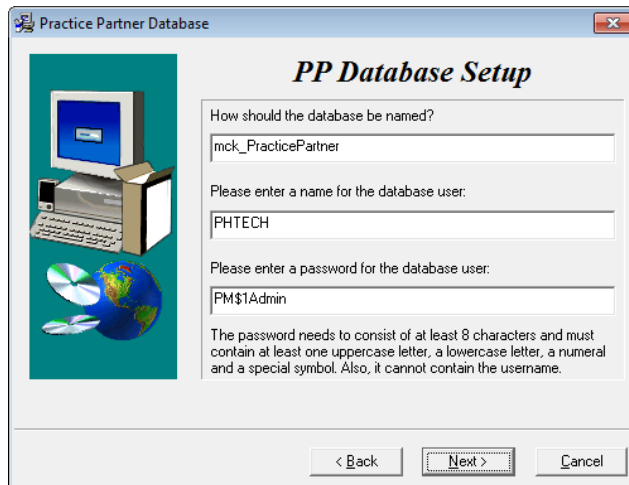 Practice Partner Database
PP Database Setup
How should the database be named?
mck_PracticePartner
Please enter a name for the database user:
PHTECH
Please enter a password for the database user:
PM$1Admin
The password needs to consist of at least 8 characters and must
contain at least one uppercase letter, a lowercase letter, a numeral
and a special symbol. Also, it cannot contain the username.
< Back
Next >
Cancel